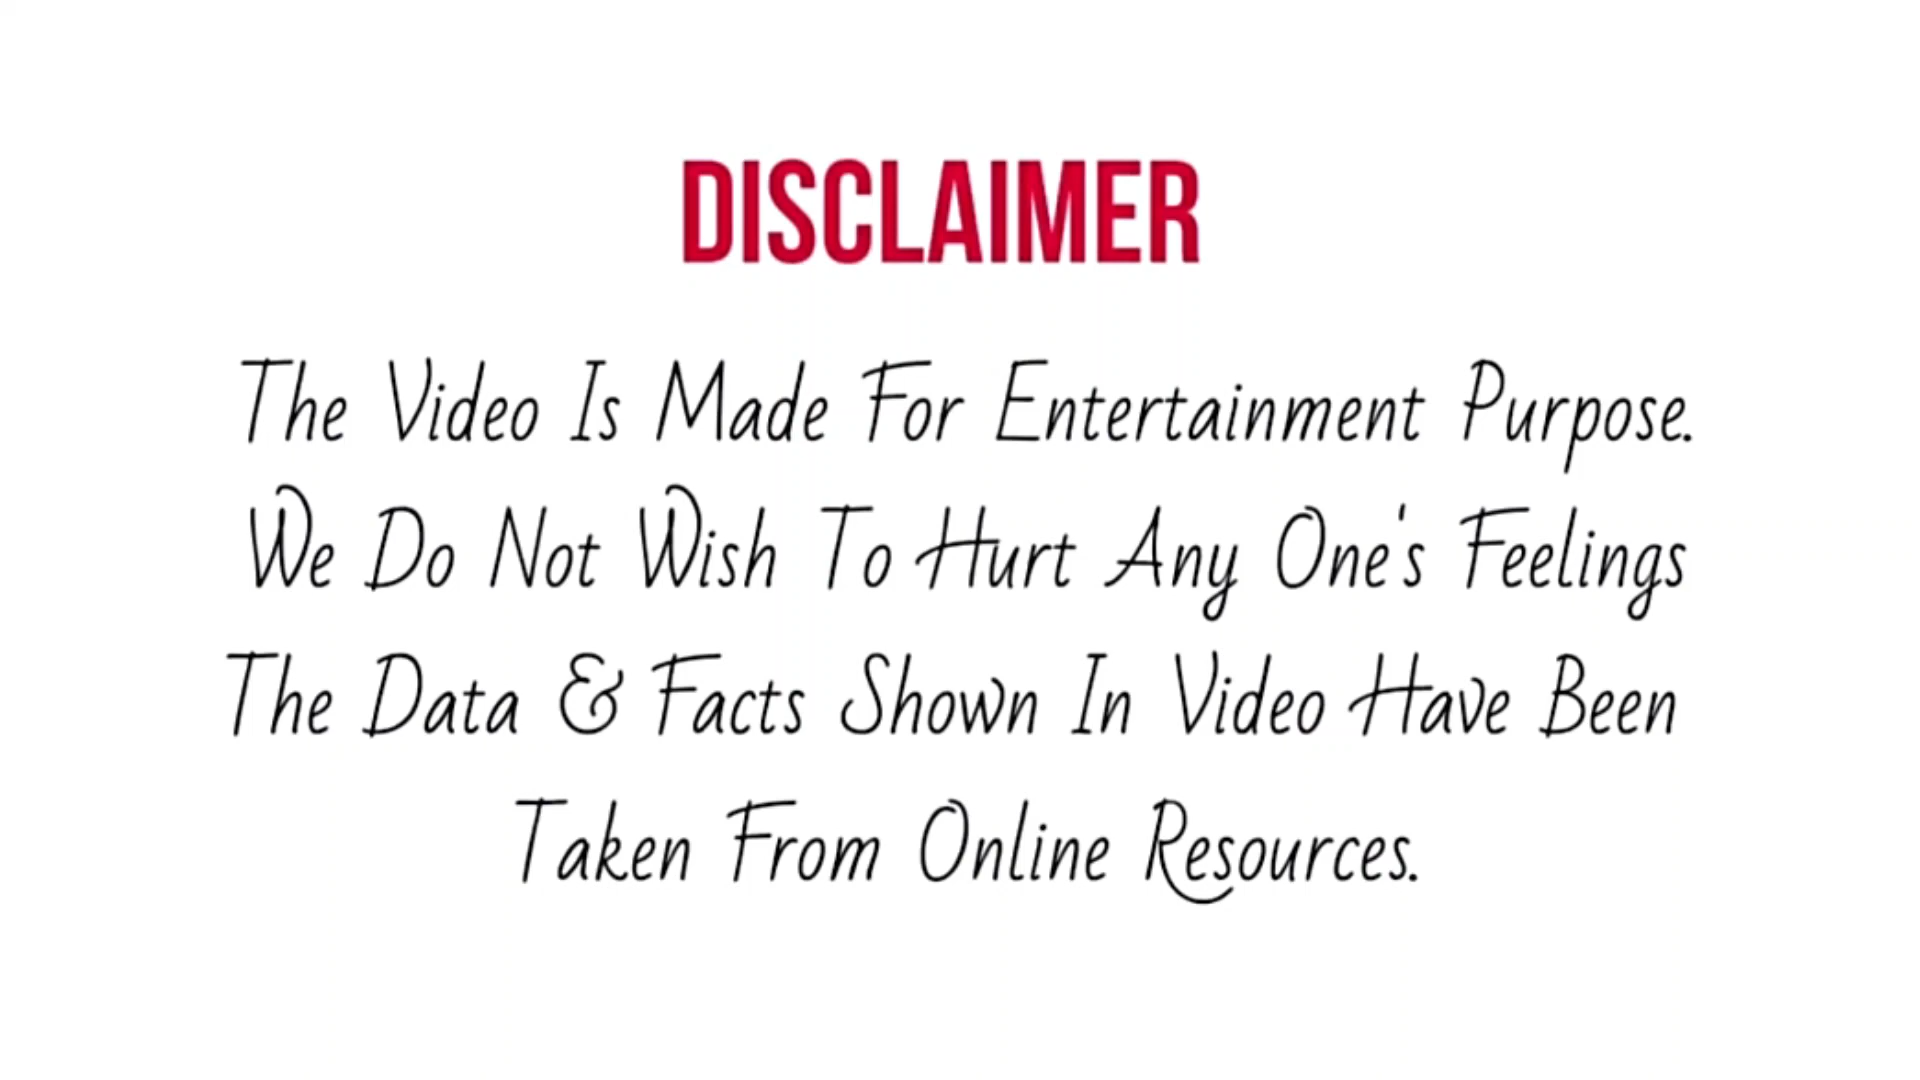 DISCLAIMER
The Video Is Made For Entertainment Purpose.
We Do Not Wish To Hurt Any One's Feelings
The Data & Facts Shown In Video Have Been
Taken From Online Resources.